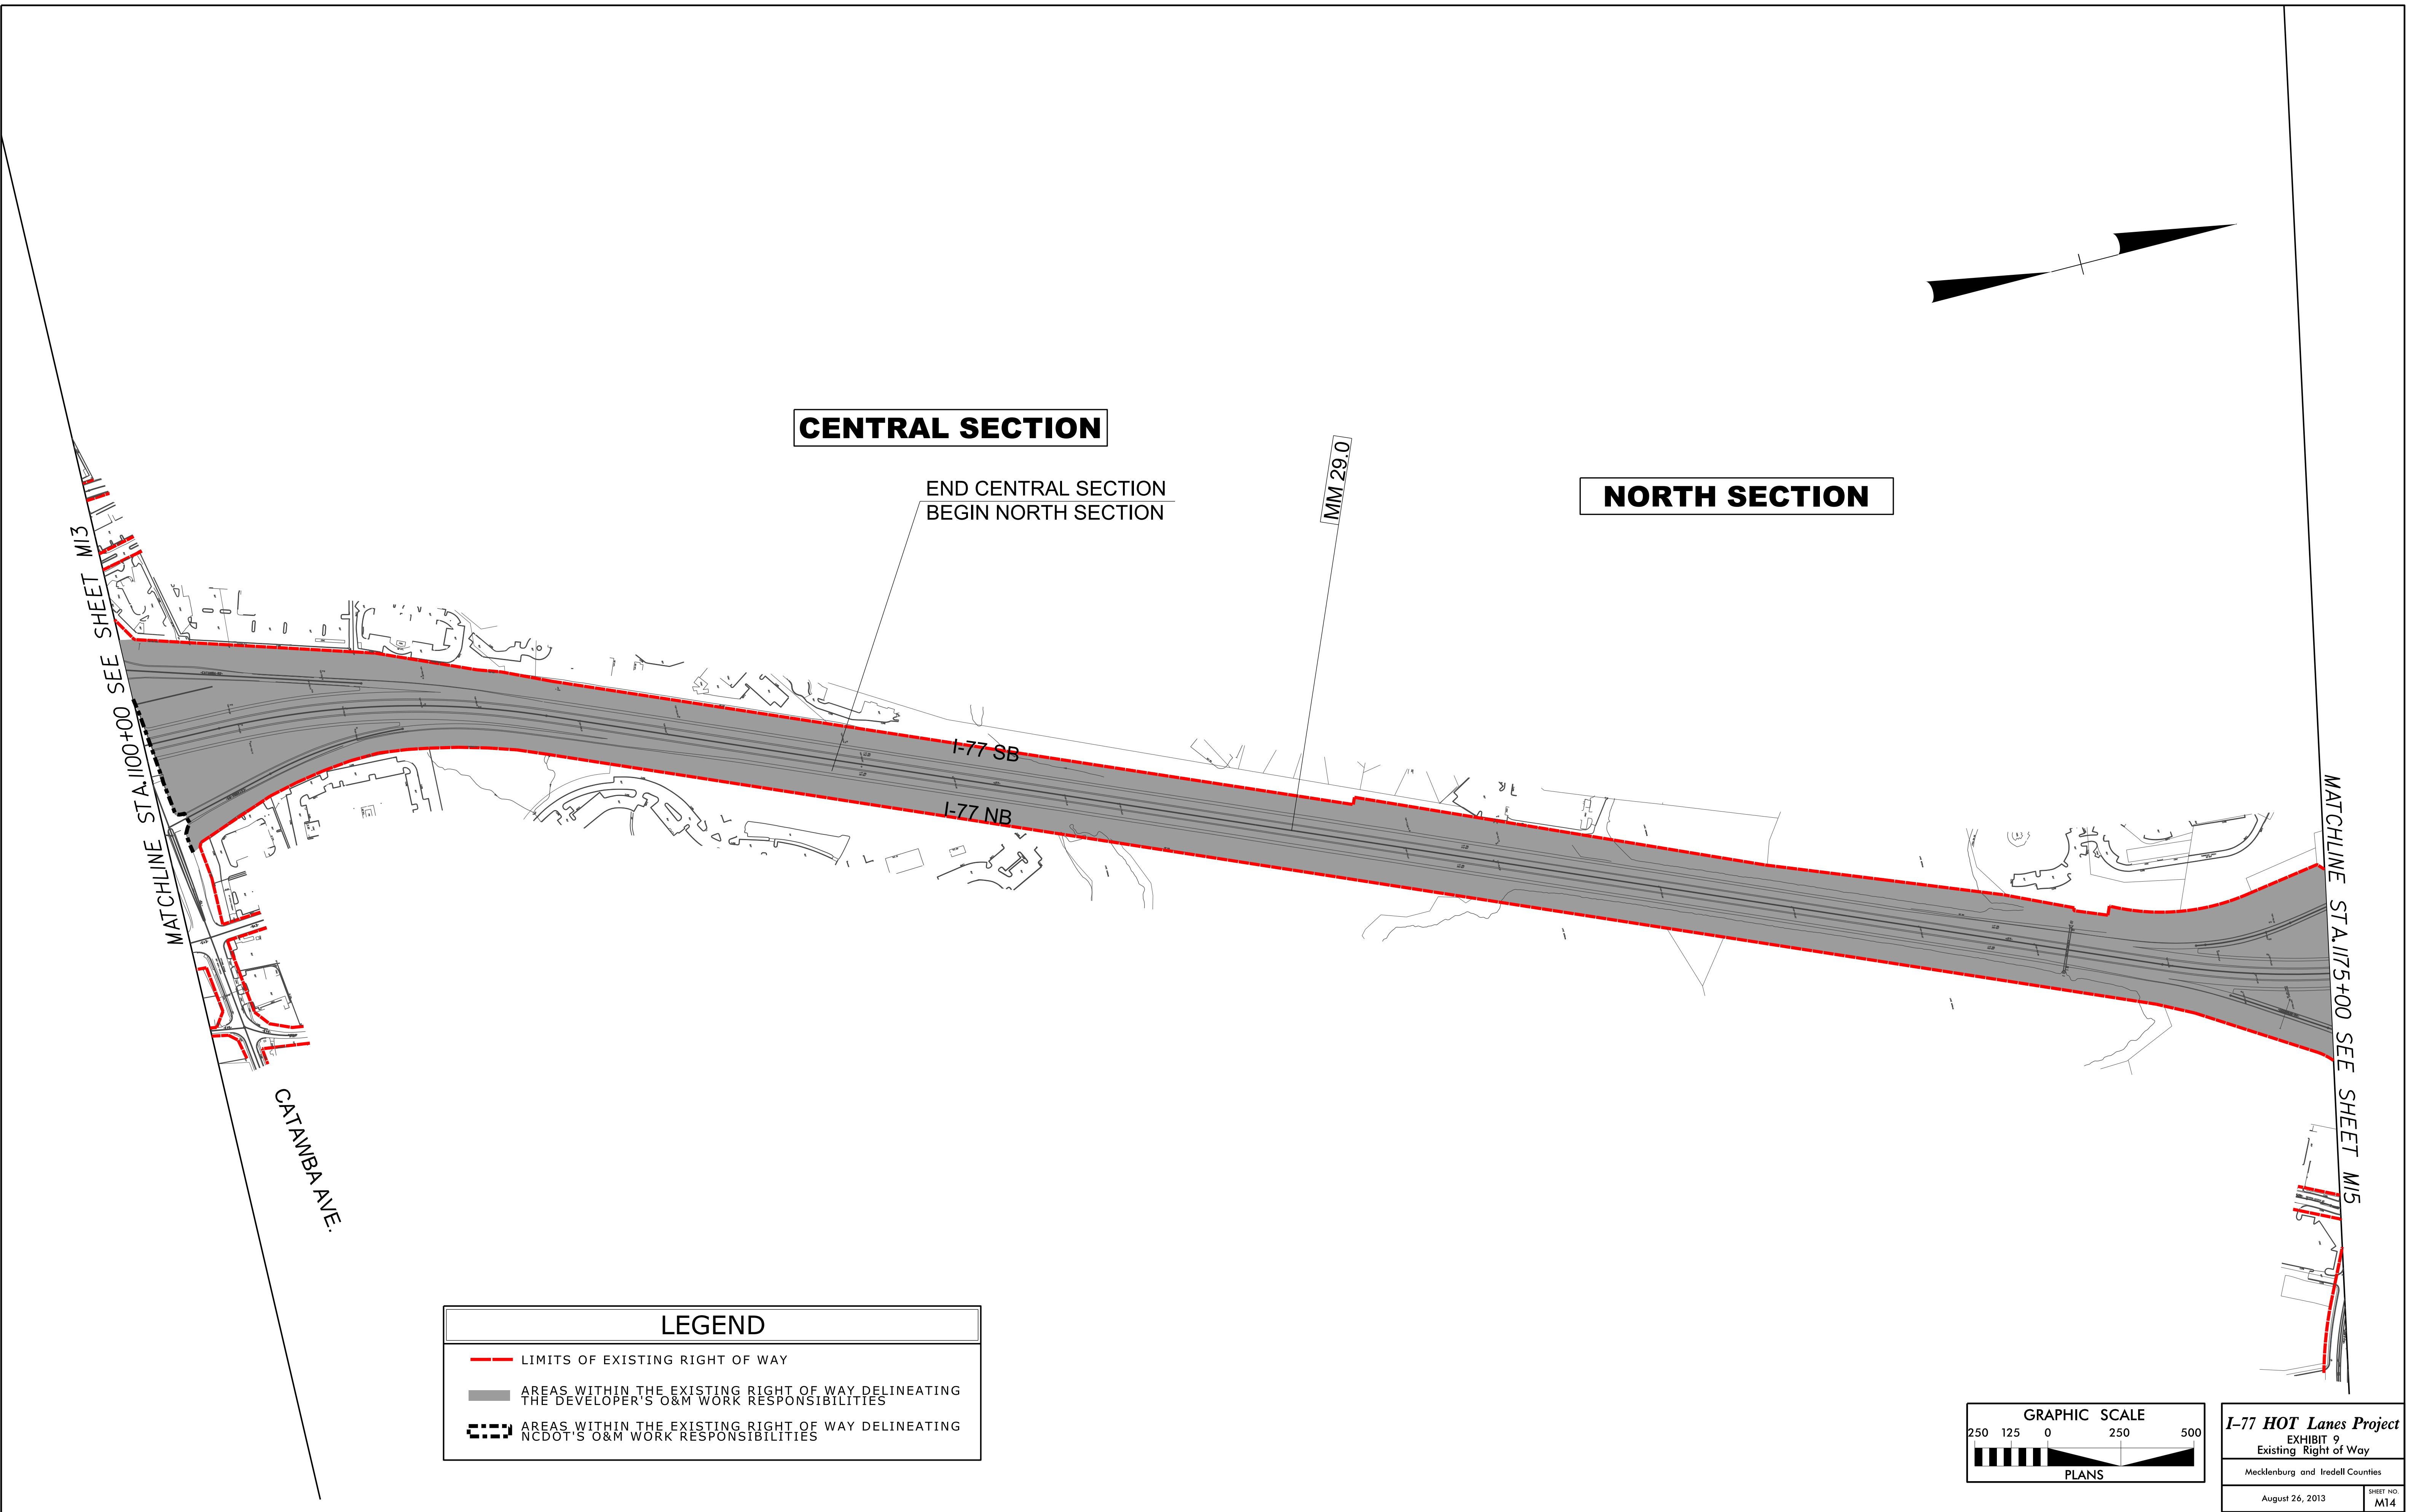 CENTRAL SECTION
END CENTRAL SECTION
BEGIN NORTH SECTION
MM 29.0
NORTH SECTION
MATCHLINE STA.1100+00 SEE SHEET M13
I-77 SB
I-77 NB
MATCHLINE STA.1175+00 SEE SHEET M15
CATAWBA AVE.
LEGEND
LIMITS OF EXISTING RIGHT OF WAY
AREAS WITHIN THE EXISTING RIGHT OF WAY DELINEATING
THE DEVELOPER'S O&M WORK RESPONSIBILITIES
AREAS WITHIN THE EXISTING RIGHT OF WAY DELINEATING
NCDOT'S O&M WORK RESPONSIBILITIES
GRAPHIC SCALE
250 125 0 250 500
PLANS
I-77 HOT Lanes Project
EXHIBIT 9
Existing Right of Way
Mecklenburg and Iredell Counties
August 26, 2013
SHEET NO.
M14